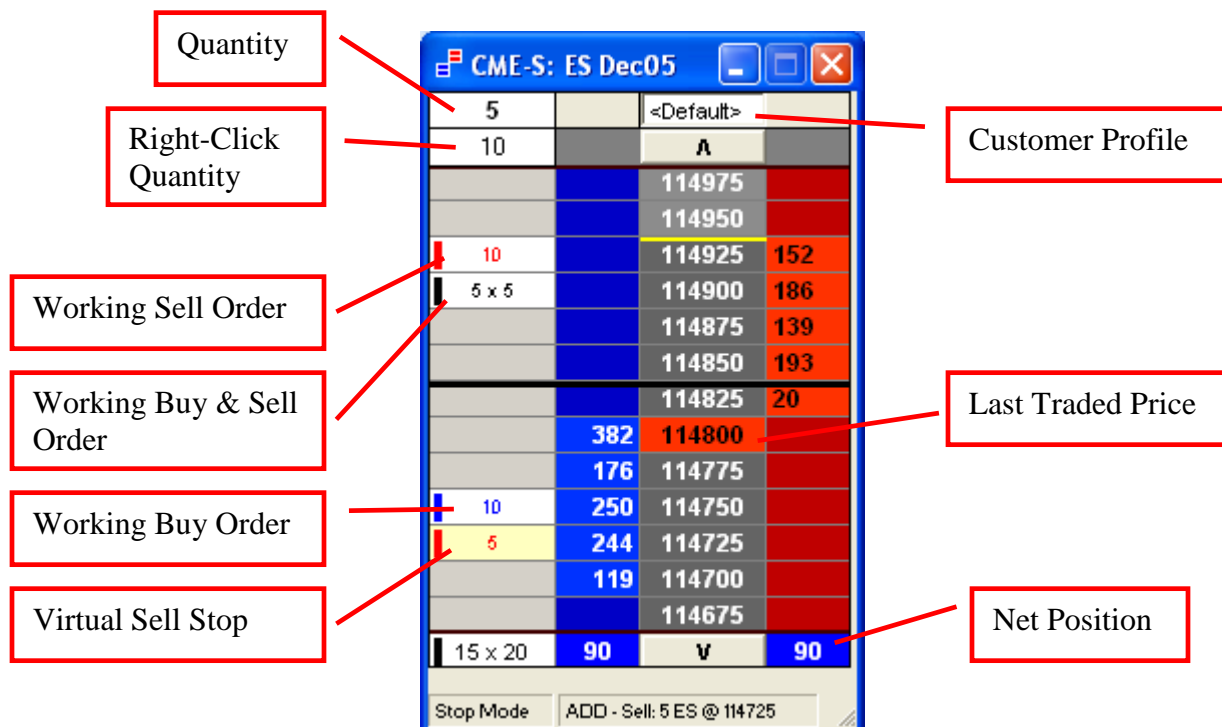 Quantity
CME-S: ES Dec05
5 <Default>
Customer Profile
Right-Click
Quantity
10 Λ
114975
114950
10 114925 152
Working Sell Order
5 x 5 114900 186
114875 139
114850 193
Working Buy & Sell
Order
114825 20
Last Traded Price
382 114800
176 114775
Working Buy Order
10 250 114750
5 244 114725
119 114700
Virtual Sell Stop
114675
Net Position
15 x 20 90 V 90
Stop Mode ADD - Sell: 5 ES @ 114725